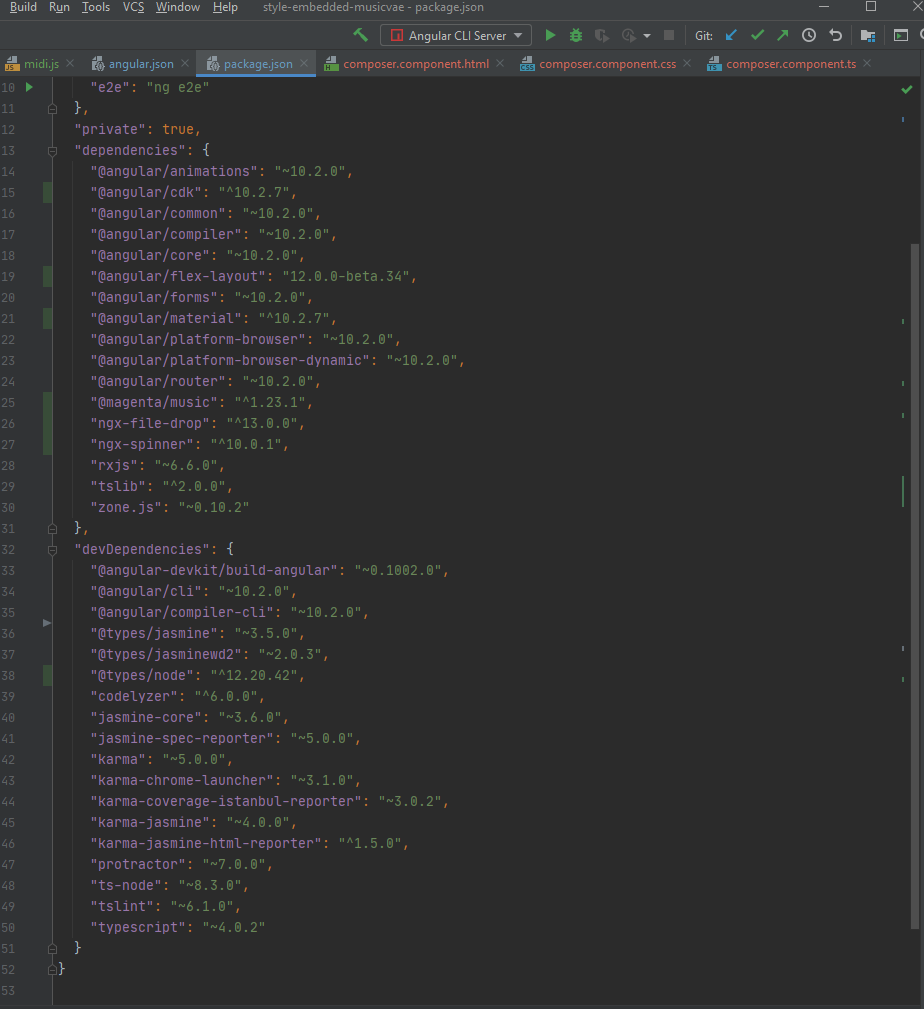 Build Run Tools VCS Window Help style-embedded-musicvae - package.json
Angular CLI Server Git:
midi.js angular.json package.json composer.component.html composer.component.css composer.component.ts
10 "e2e": "ng e2e"
11 },
12 "private": true,
13 "dependencies": {
14 "@angular/animations": "~10.2.0",
15 "@angular/cdk": "^10.2.7",
16 "@angular/common": "~10.2.0",
17 "@angular/compiler": "~10.2.0",
18 "@angular/core": "~10.2.0",
19 "@angular/flex-layout": "12.0.0-beta.34",
20 "@angular/forms": "~10.2.0",
21 "@angular/material": "^10.2.7",
22 "@angular/platform-browser": "~10.2.0",
23 "@angular/platform-browser-dynamic": "~10.2.0",
24 "@angular/router": "~10.2.0",
25 "@magenta/music": "^1.23.1",
26 "ngx-file-drop": "^13.0.0",
27 "ngx-spinner": "^10.0.1",
28 "rxjs": "~6.6.0",
29 "tslib": "^2.0.0",
30 "zone.js": "~0.10.2"
31 },
32 "devDependencies": {
33 "@angular-devkit/build-angular": "~0.1002.0",
34 "@angular/cli": "~10.2.0",
35 "@angular/compiler-cli": "~10.2.0",
36 "@types/jasmine": "~3.5.0",
37 "@types/jasminewd2": "~2.0.3",
38 "@types/node": "^12.20.42",
39 "codelyzer": "^6.0.0",
40 "jasmine-core": "~3.6.0",
41 "jasmine-spec-reporter": "~5.0.0",
42 "karma": "~5.0.0",
43 "karma-chrome-launcher": "~3.1.0",
44 "karma-coverage-istanbul-reporter": "~3.0.2",
45 "karma-jasmine": "~4.0.0",
46 "karma-jasmine-html-reporter": "^1.5.0",
47 "protractor": "~7.0.0",
48 "ts-node": "~8.3.0",
49 "tslint": "~6.1.0",
50 "typescript": "~4.0.2"
51 }
52 }
53